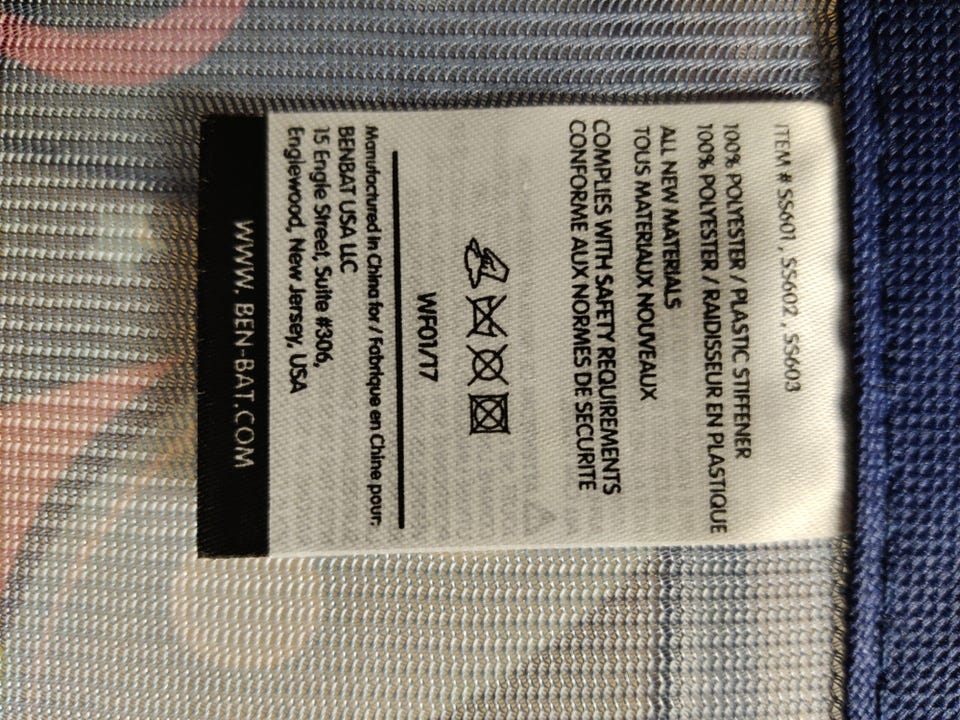 ITEM # SS601 , SS602 , SS603
100% POLYESTER / PLASTIC STIFFENER
100% POLYESTER / RAIDISSEUR EN PLASTIQUE
ALL NEW MATERIALS
TOUS MATERIAUX NOUVEAUX
COMPLIES WITH SAFETY REQUIREMENTS
CONFORME AUX NORMES DE SECURITE
WF01/17
Manufactured in China for / Fabrique en Chine pour:
BENBAT USA LLC
15 Engle Street, Suite #306,
Englewood, New Jersey, USA
WWW. BEN-BAT.COM